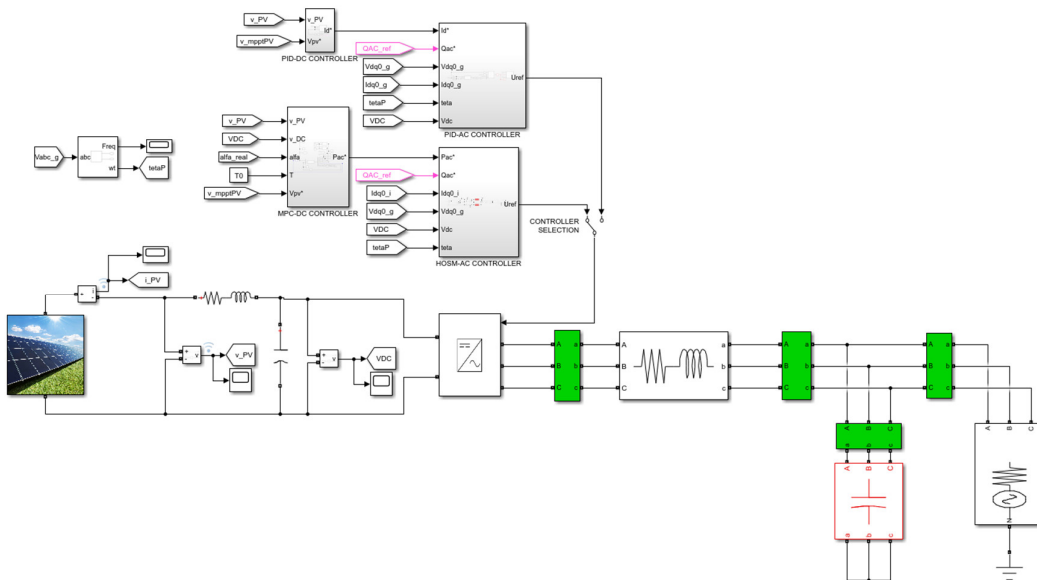 v_PV
v_mpptPV
v_PV
Vpv*
Id*
PID-DC CONTROLLER
QAC_ref
Vdq0_g
Idq0_g
tetaP
VDC
Id*
Qac*
Vdq0_g
Idq0_g
teta
Vdc
Uref
PID-AC CONTROLLER
v_PV
VDC
alfa_real
T0
v_mpptPV
v_PV
v_DC
alfa
T
Vpv*
Pac*
MPC-DC CONTROLLER
QAC_ref
Idq0_i
Vdq0_g
VDC
tetaP
Pac*
Qac*
Idq0_i
Vdq0_g
Vdc
teta
Uref
HOSM-AC CONTROLLER
CONTROLLER
SELECTION
Vabc_g
abc
Freq
wt
tetaP
+
-
i
i_PV
+
-
v
v_PV
+
-
v
VDC
A a
B b
C c
A a
B b
C c
A a
B b
C c
A a
B b
C c
A B C
a b c
A B C
a b c
A B C
N